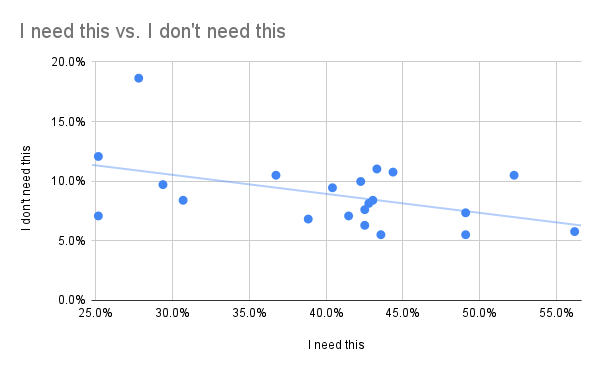 I need this vs. I don't need this
20.0%
15.0%
10.0%
5.0%
0.0%
I don't need this
25.0% 30.0% 35.0% 40.0% 45.0% 50.0% 55.0%
I need this